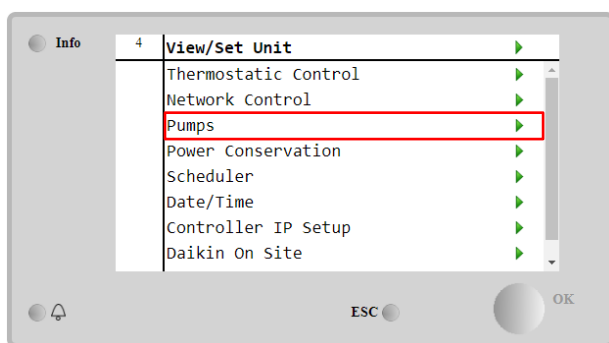 Info
4 View/Set Unit
Thermostatic Control
Network Control
Pumps
Power Conservation
Scheduler
Date/Time
Controller IP Setup
Daikin On Site
ESC
OK